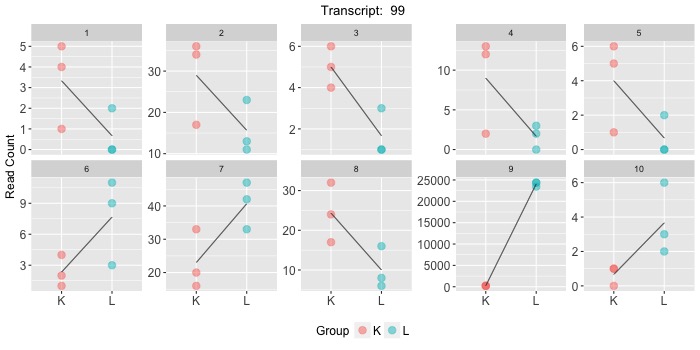 Transcript: 99
1 2 3 4 5
5 4 3 2 1 0
30 20 10
6 4 2
10 5 0
6 4 2 0
Read Count
6 7 8 9 10
9 6 3
40 30 20
30 20 10
25000 20000 15000 10000 5000 0
6 4 2 0
K L K L K L K L K L
Group K L